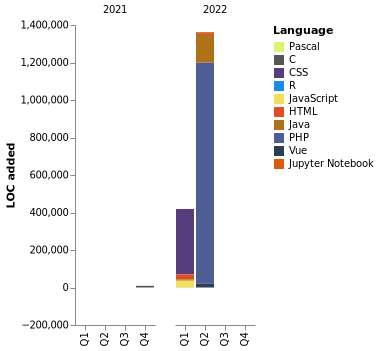 2021
2022
LOC added
1,400,000
1,200,000
1,000,000
800,000
600,000
400,000
200,000
0
−200,000
Q1
Q2
Q3
Q4
Q1
Q2
Q3
Q4
Language
Pascal
C
CSS
R
JavaScript
HTML
Java
PHP
Vue
Jupyter Notebook